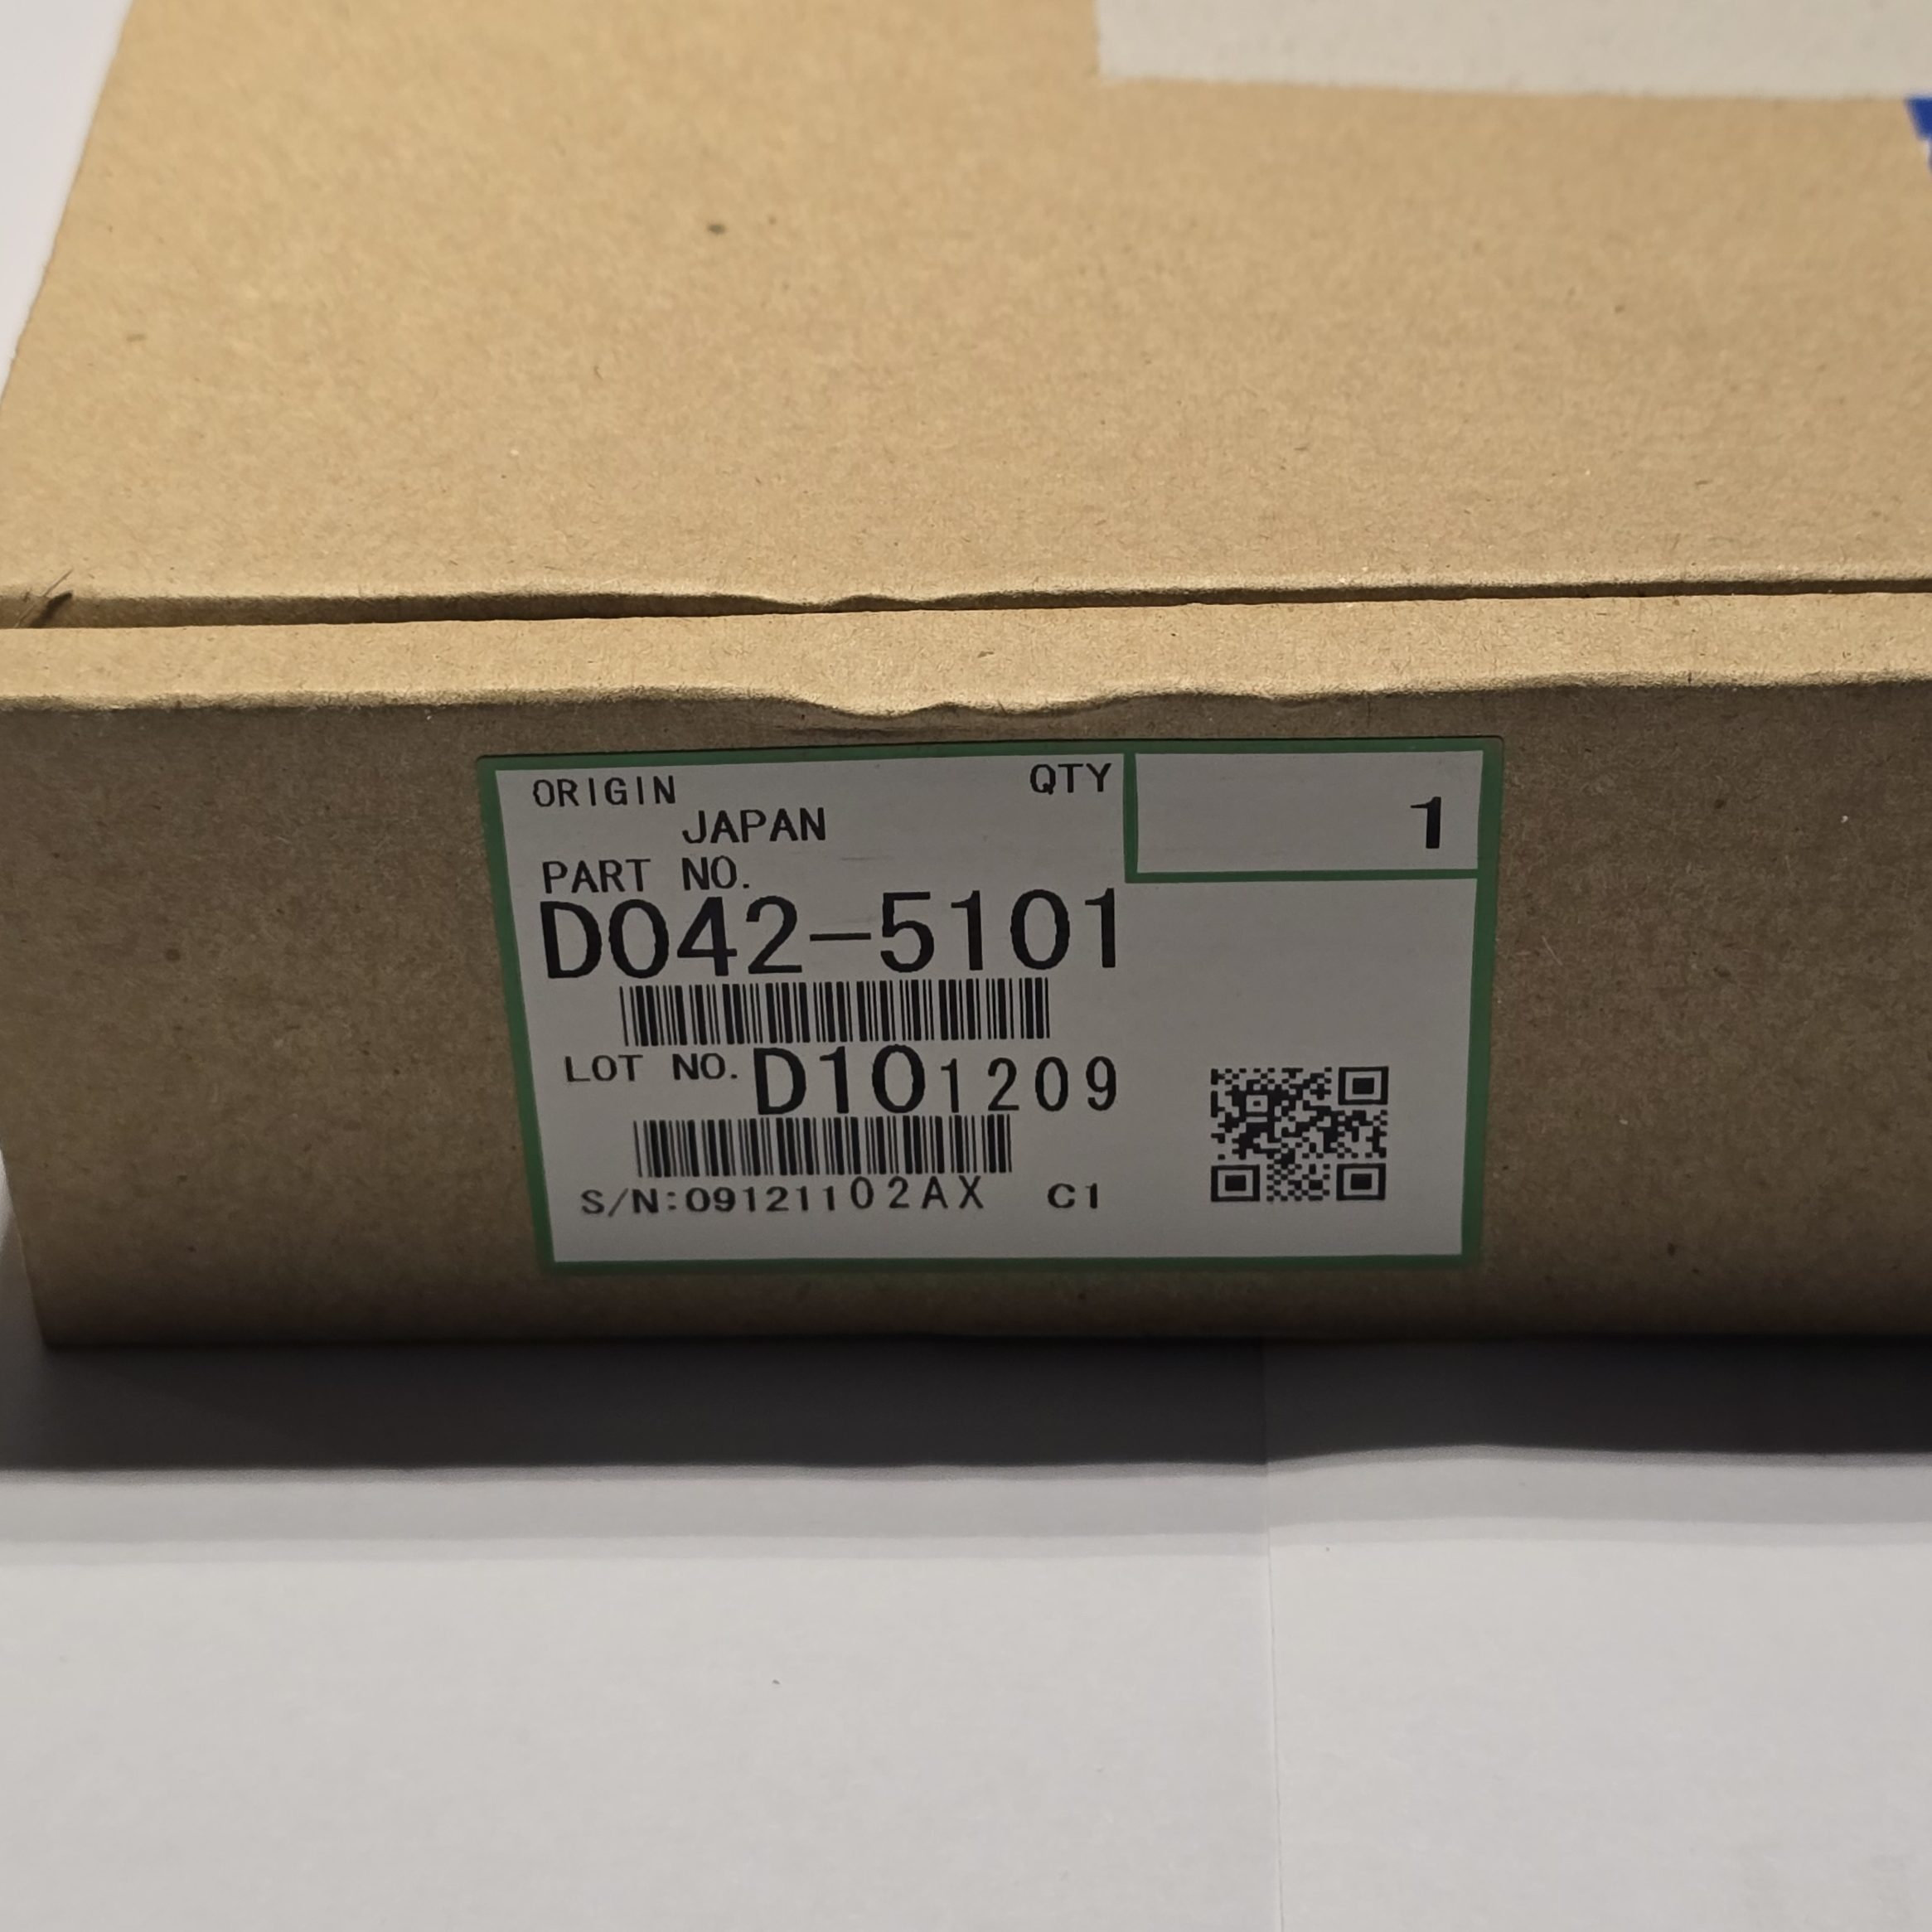 ORIGIN QTY
JAPAN 1
PART NO.
D042-5101
LOT NO. D101209
S/N:09121102AX C1